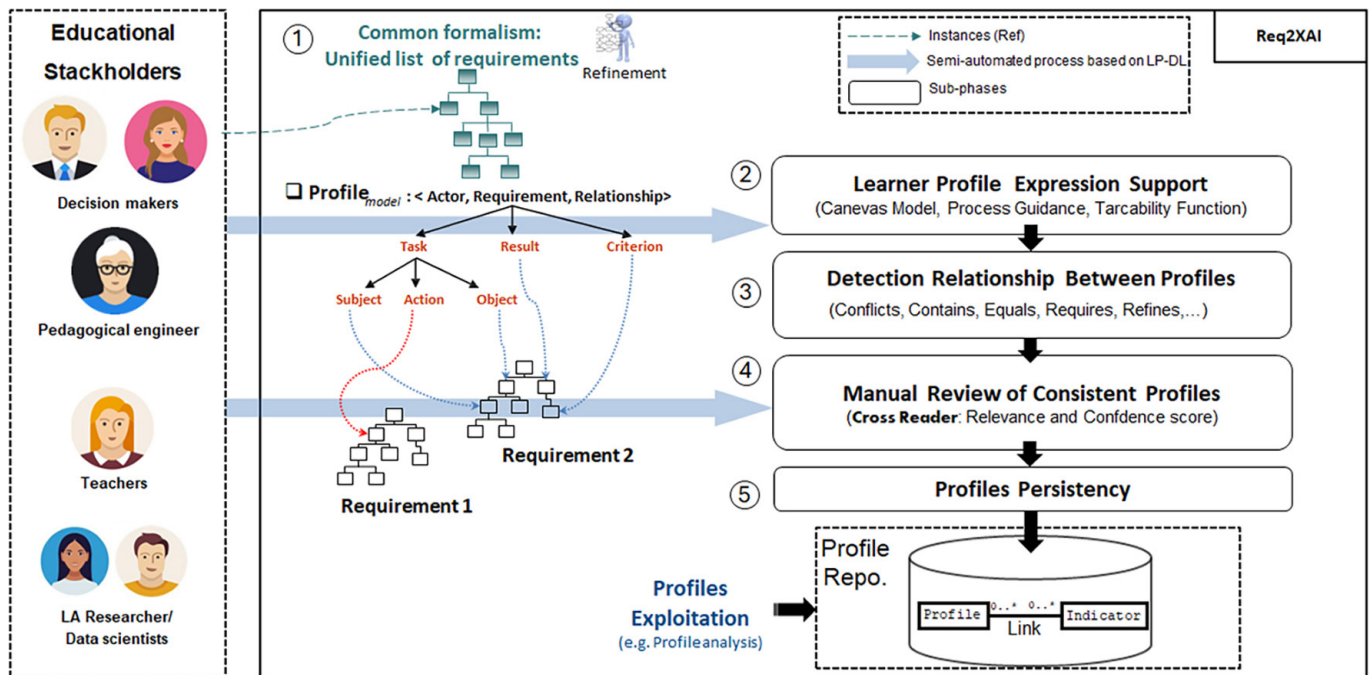 Educational
Stackholders
Decision makers
Pedagogical engineer
Teachers
LA Researcher/
Data scientists
①
Common formalism:
Unified list of requirements
Refinement
Instances (Ref)
Semi-automated process based on LP-DL
Sub-phases
Req2XAI
❑ Profile model : < Actor, Requirement, Relationship>
Task
Result
Criterion
Subject
Action
Object
Requirement 2
Requirement 1
②
Learner Profile Expression Support
(Canevas Model, Process Guidance, Tarcability Function)
③
Detection Relationship Between Profiles
(Conflicts, Contains, Equals, Requires, Refines,...)
④
Manual Review of Consistent Profiles
(Cross Reader: Relevance and Confdence score)
⑤
Profiles Persistency
Profile
Repo.
Profile
0..* 0..*
Link
Indicator
Profiles
Exploitation
(e.g. Profileanalysis)